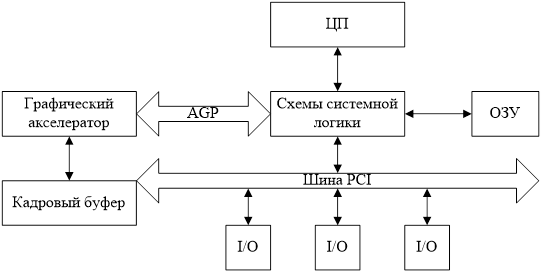 ЦП
Графический
акселератор
AGP
Схемы системной
логики
ОЗУ
Шина PCI
Кадровый буфер
I/O
I/O
I/O